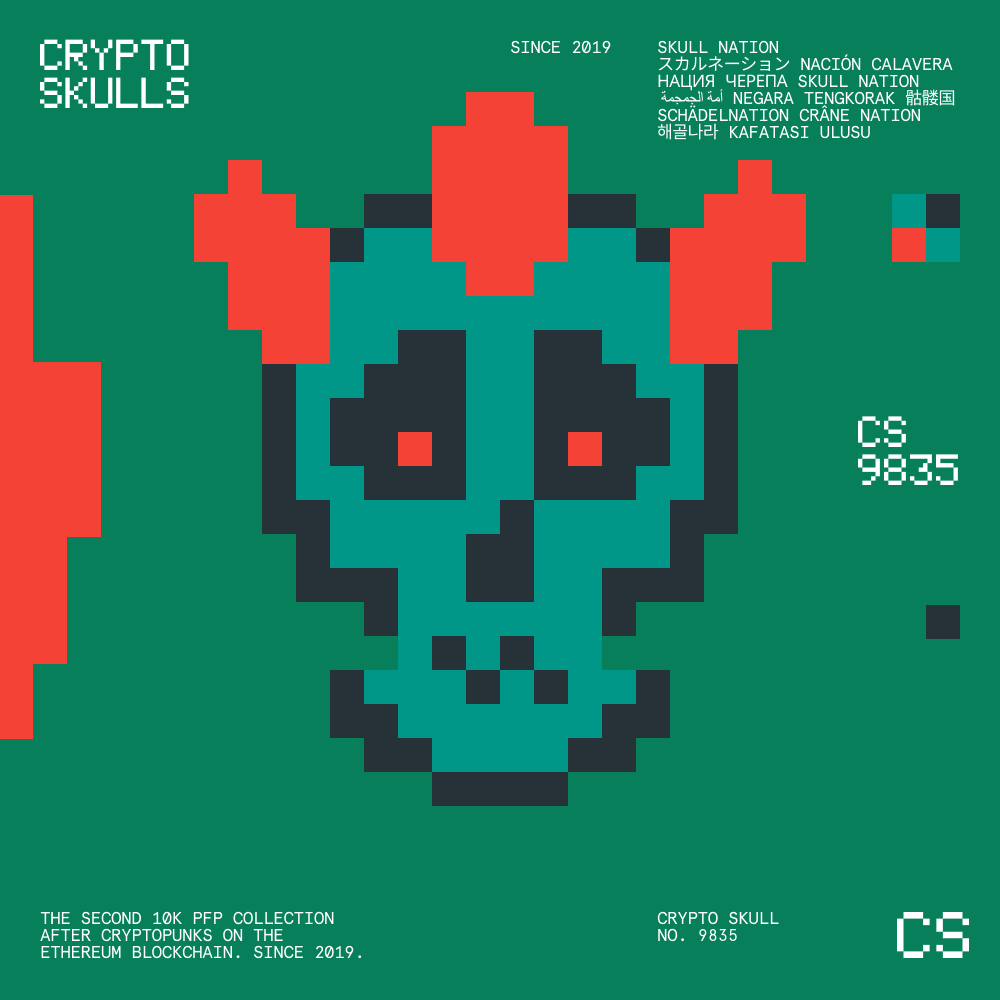 CRYPTO
SKULLS
SINCE 2019
SKULL NATION
スカルネーション NACIÓN CALAVERA
НАЦИЯ ЧЕРЕПА SKULL NATION
أمة الجمجمة NEGARA TENGKORAK 骷髅国
SCHÄDELNATION CRÂNE NATION
해골나라 KAFATASI ULUSU
CS
9835
THE SECOND 10K PFP COLLECTION
AFTER CRYPTOPUNKS ON THE
ETHEREUM BLOCKCHAIN. SINCE 2019.
CRYPTO SKULL
NO. 9835
CS